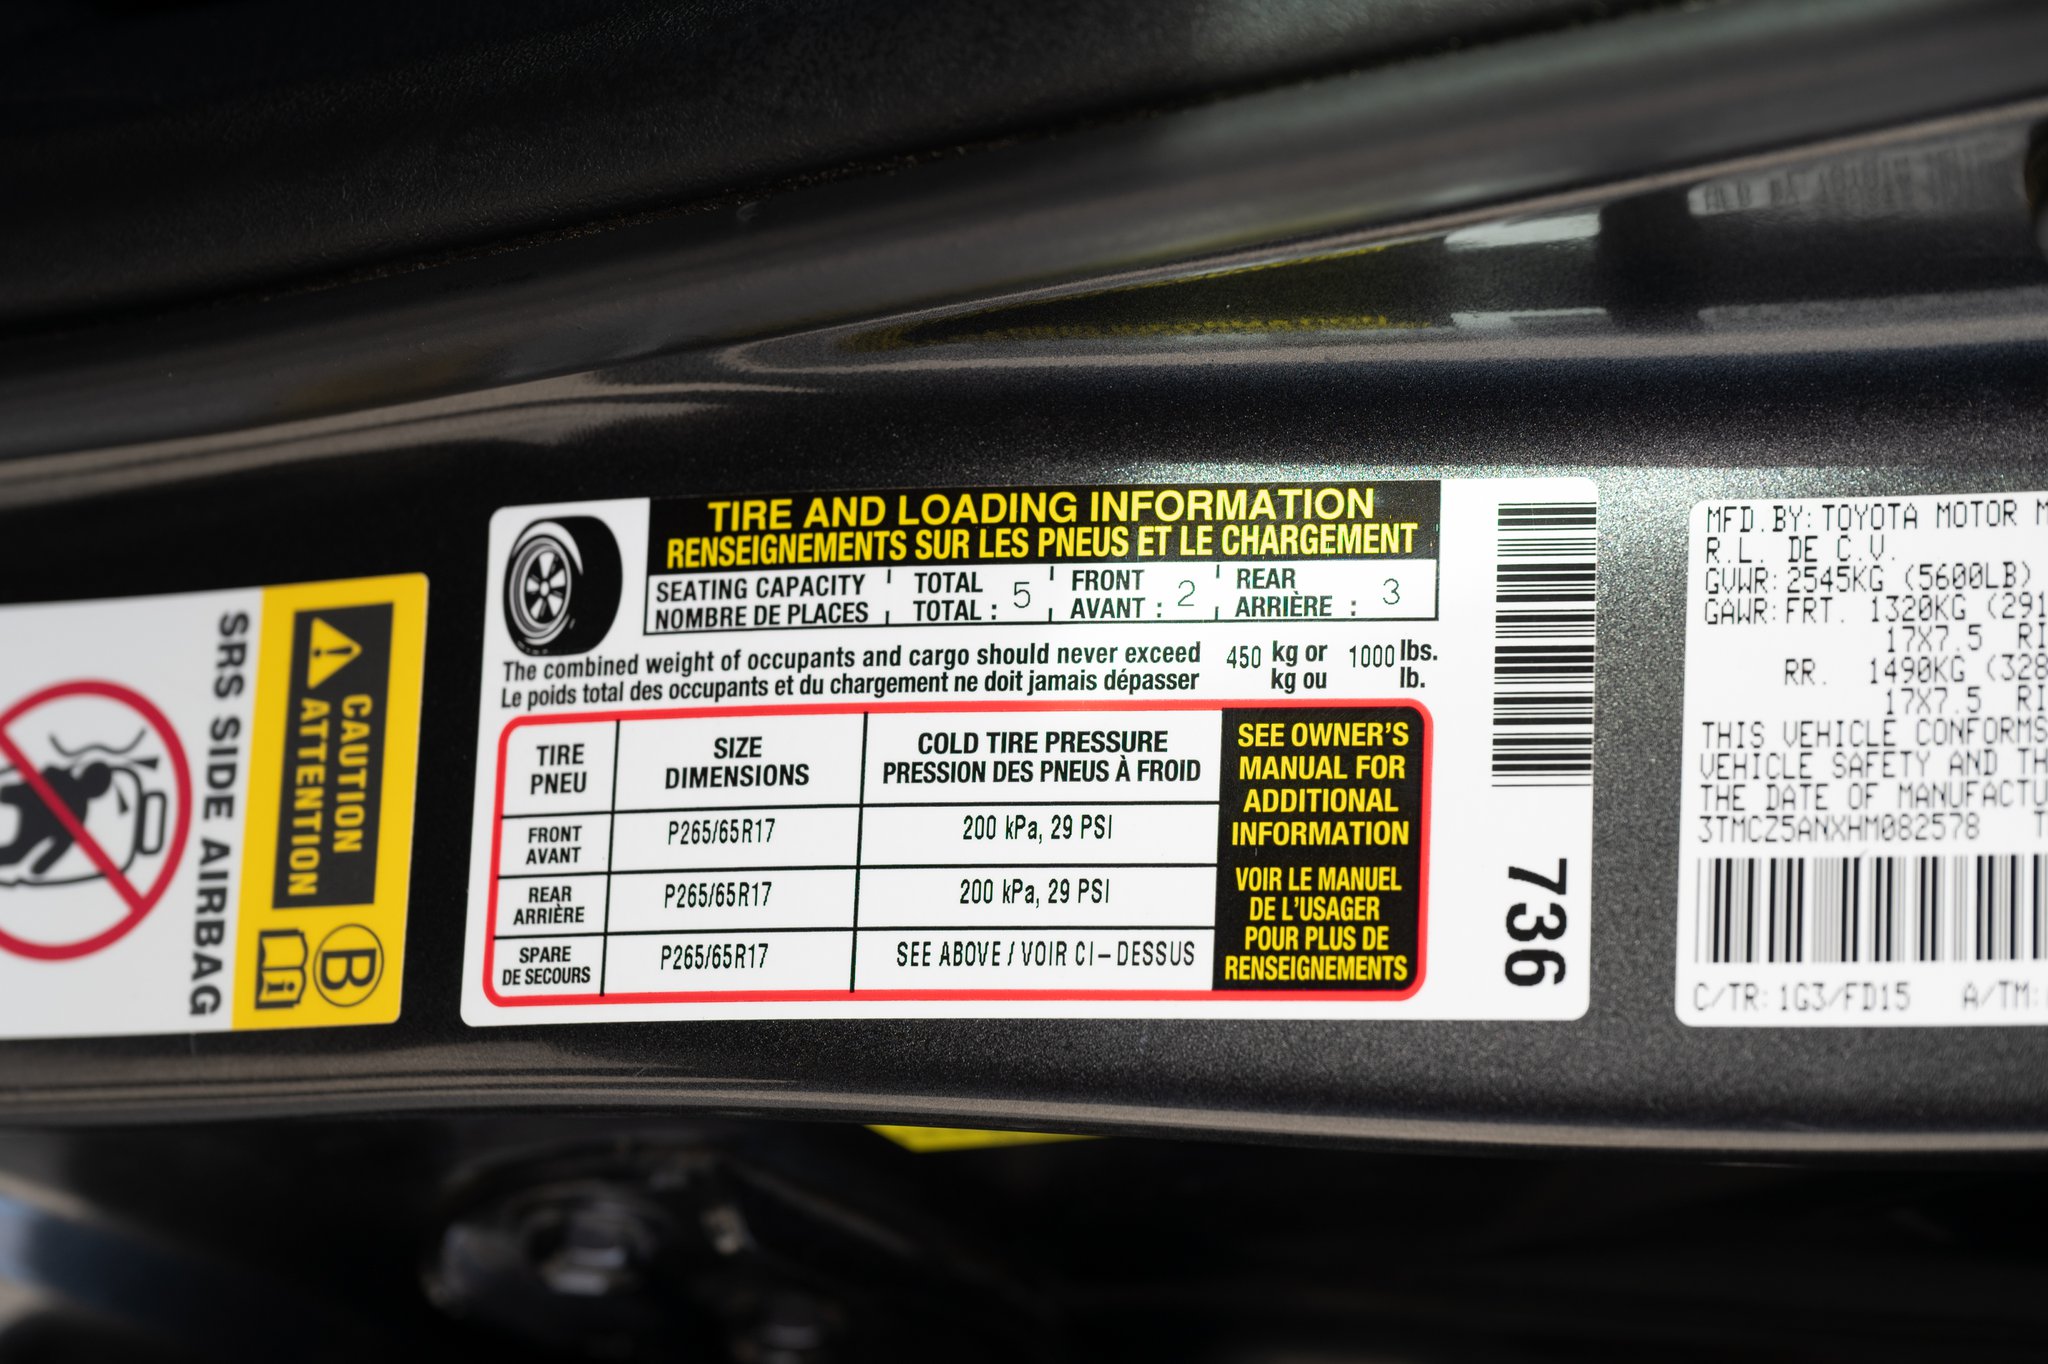 SRS SIDE AIRBAG
CAUTION
ATTENTION
B
i
TIRE AND LOADING INFORMATION
RENSEIGNEMENTS SUR LES PNEUS ET LE CHARGEMENT
SEATING CAPACITY TOTAL FRONT REAR
NOMBRE DE PLACES TOTAL : 5 AVANT : 2 ARRIÈRE : 3
The combined weight of occupants and cargo should never exceed 450 kg or 1000 lbs.
Le poids total des occupants et du chargement ne doit jamais dépasser kg ou lb.
TIRE
PNEU
SIZE
DIMENSIONS
COLD TIRE PRESSURE
PRESSION DES PNEUS À FROID
FRONT
AVANT
P265/65R17
200 kPa, 29 PSI
REAR
ARRIÈRE
P265/65R17
200 kPa, 29 PSI
SPARE
DE SECOURS
P265/65R17
SEE ABOVE / VOIR CI-DESSUS
SEE OWNER'S
MANUAL FOR
ADDITIONAL
INFORMATION
VOIR LE MANUEL
DE L'USAGER
POUR PLUS DE
RENSEIGNEMENTS
736
MFD.BY:TOYOTA MOTOR M
R.L. DE C.V.
GVWR:2545KG (5600LB)
GAWR:FRT. 1320KG (291
17X7.5 RI
RR. 1490KG (328
17X7.5 RI
THIS VEHICLE CONFORMS
VEHICLE SAFETY AND TH
THE DATE OF MANUFACTU
3TMCZ5ANXHM082578 T
C/TR:1G3/FD15 A/TM: